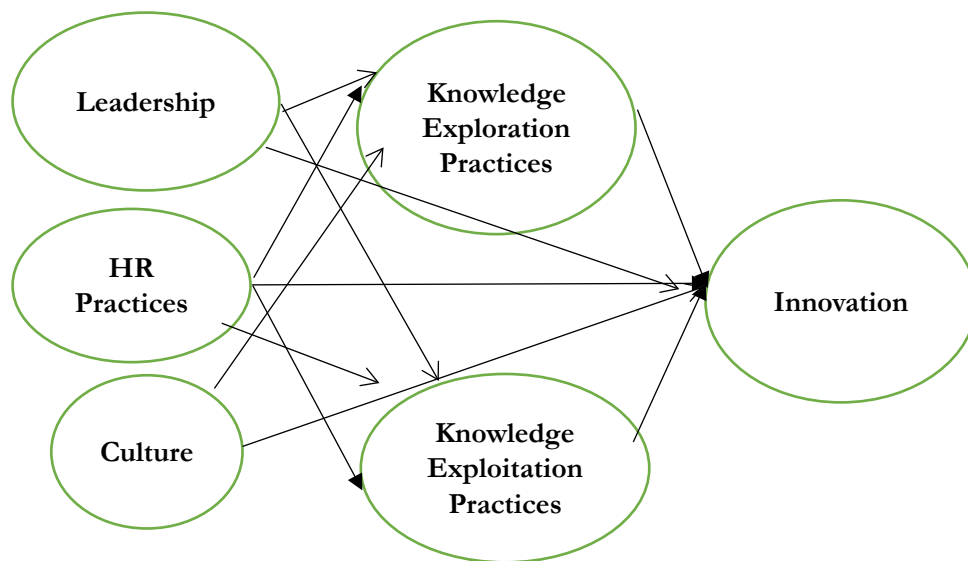 Leadership
Knowledge
Exploration
Practices
HR
Practices
Innovation
Culture
Knowledge
Exploitation
Practices